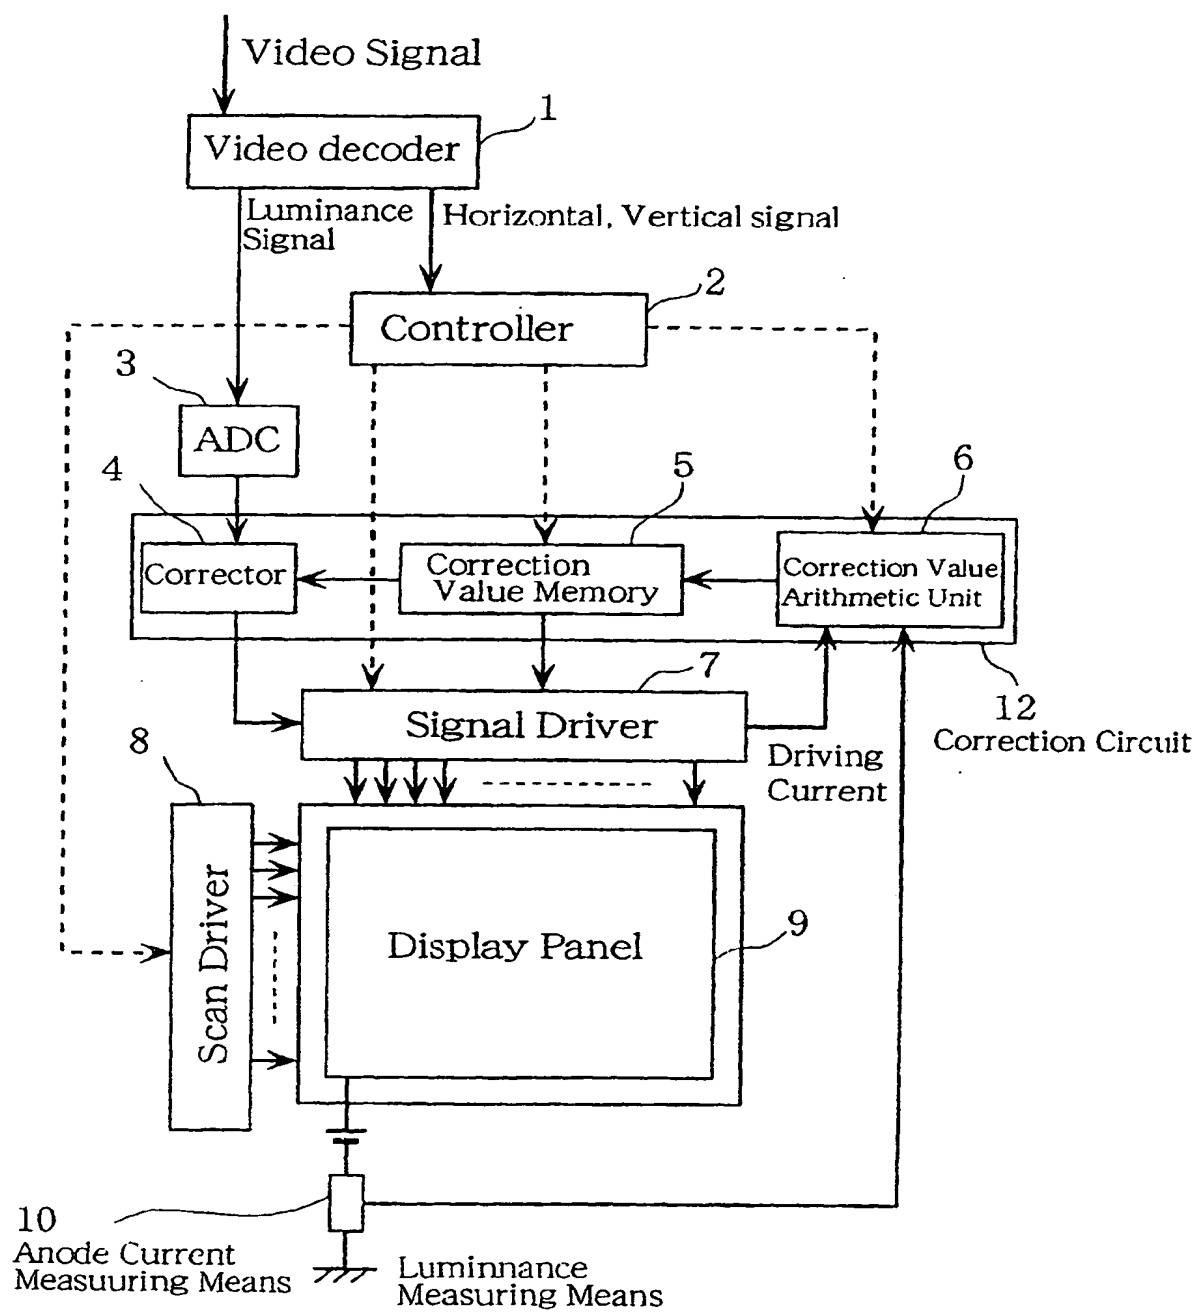 Video Signal
1
Video decoder
Luminance
Signal
Horizontal, Vertical signal
2
Controller
3
ADC
4
5
6
Corrector
Correction
Value Memory
Correction Value
Arithmetic Unit
7
Signal Driver
12
Correction Circuit
Driving
Current
8
Scan Driver
Display Panel
9
10
Anode Current
Measuuring Means
Luminnance
Measuring Means